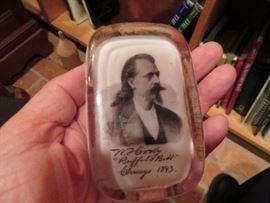 W. F. Cody
"Buffalo Bill"
Chicago 1893.